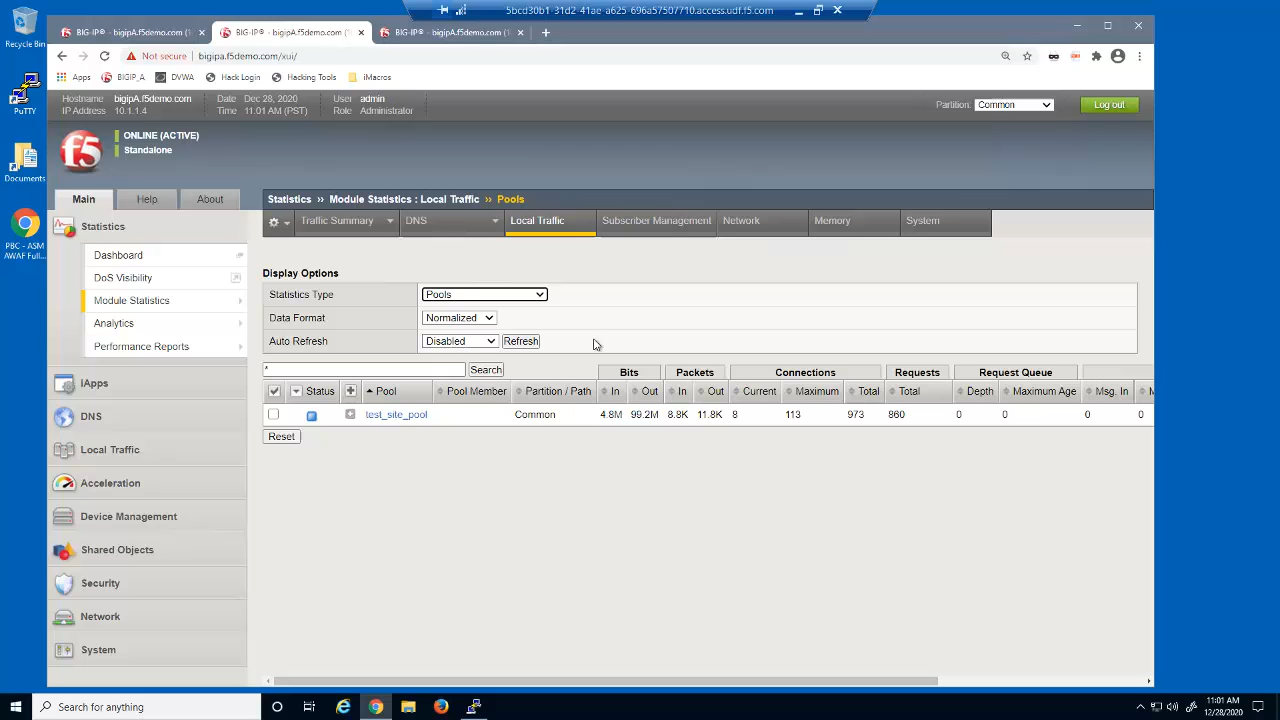 5bcd30b1-31d2-41ae-a625-696a57507710.access.udf.f5.com
Recycle Bin
PuTTY
Documents
PBC - ASM
AWAF Full...
BIG-IP® - bigipa.f5demo.com (1
BIG-IP® - bigipa.f5demo.com (1
BIG-IP® - bigipa.f5demo.com (1
Not secure
bigipa.f5demo.com/xui/
Apps
BIGIP_A
DVWA
Hack Login
Hacking Tools
iMacros
Hostname bigipA.f5demo.com
IP Address 10.1.1.4
Date Dec 28, 2020
Time 11:01 AM (PST)
User admin
Role Administrator
Partition: Common
Log out
f5
ONLINE (ACTIVE)
Standalone
Main
Help
About
Statistics
Dashboard
DoS Visibility
Module Statistics
Analytics
Performance Reports
iApps
DNS
Local Traffic
Acceleration
Device Management
Shared Objects
Security
Network
System
Statistics ›› Module Statistics : Local Traffic ›› Pools
Traffic Summary
DNS
Local Traffic
Subscriber Management
Network
Memory
System
Display Options
Statistics Type Pools
Data Format Normalized
Auto Refresh Disabled Refresh
* Search
Bits Packets Connections Requests Request Queue
Status Pool Pool Member Partition / Path In Out In Out Current Maximum Total Total Depth Maximum Age Msg. In M
test_site_pool Common 4.8M 99.2M 8.8K 11.8K 8 113 973 860 0 0 0 0
Reset
Search for anything
11:01 AM
12/28/2020